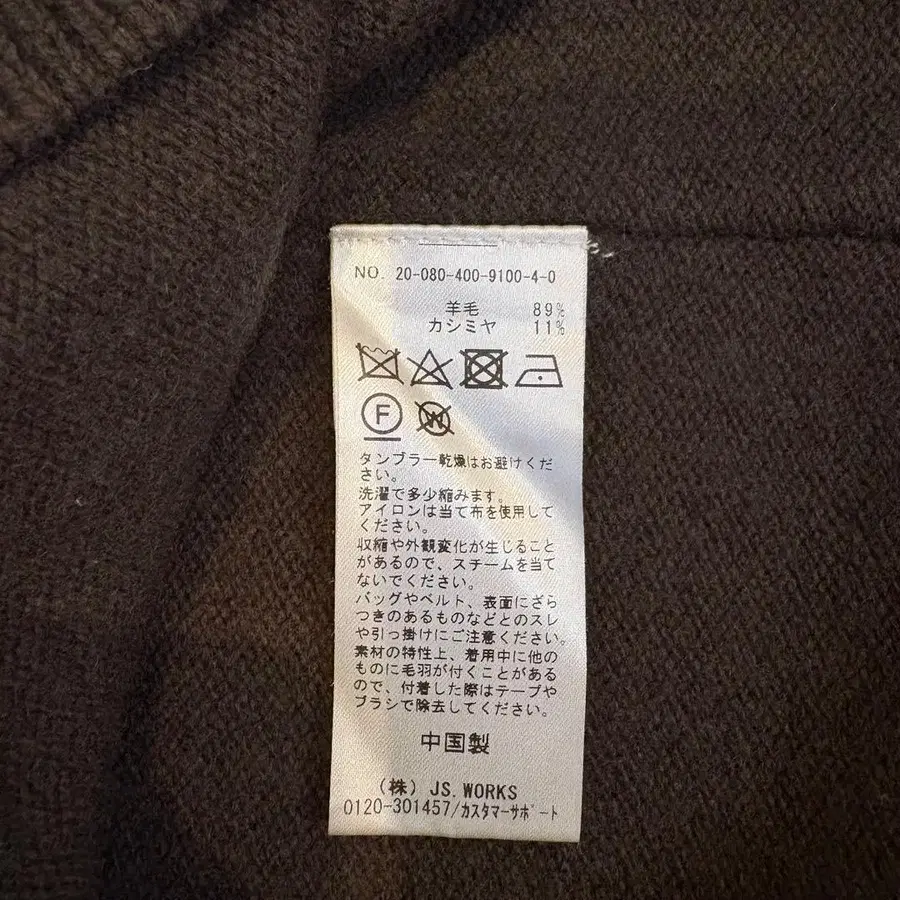 NO. 20-080-400-9100-4-0
羊毛 89%
カシミヤ 11%
F W
タンブラー乾燥はお避けくだ
さい。
洗濯で多少縮みます。
アイロンは当て布を使用して
ください。
収縮や外観変化が生じること
があるので、スチームを当て
ないでください。
バッグやベルト、表面にざら
つきのあるものなどとのスレ
や引っ掛けにご注意ください。
素材の特性上、着用中に他の
ものに毛羽が付くことがある
ので、付着した際はテープや
ブラシで除去してください。
中国製
(株) JS.WORKS
0120-301457/カスタマーサポート